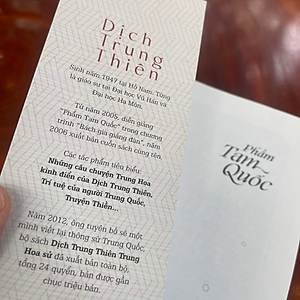 Dịch
Trung
Thiên
Sinh năm 1947 tại Hồ Nam. Từng
là giáo sư tại Đại học Vũ Hán và
Đại học Hạ Môn.
Từ năm 2005, diễn giảng
"Phẩm Tam Quốc" trong chương
trình "Bách gia giảng đàn", năm
2006 xuất bản cuốn sách cùng tên.
Các tác phẩm tiêu biểu:
Những câu chuyện Trung Hoa
kinh điển của Dịch Trung Thiên,
Trí tuệ của người Trung Quốc,
Truyện Thiền...
Năm 2012, ông tuyên bố sẽ một
mình viết lại thông sử Trung Quốc,
bộ sách Dịch Trung Thiên Trung
Hoa sử đã xuất bản toàn bộ,
tổng 24 quyển, bán được gần
chục triệu bản.
Phẩm
Tam
Quốc